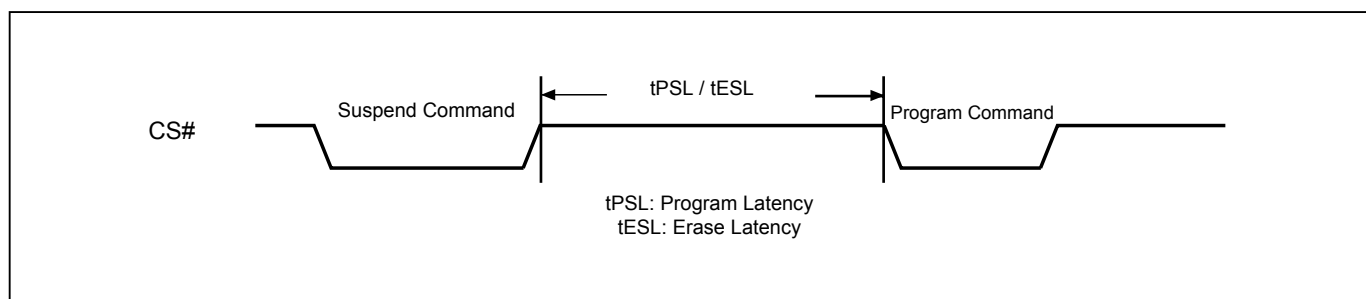 tPSL / tESL
Suspend Command
Program Command
CS#
tPSL: Program Latency
tESL: Erase Latency